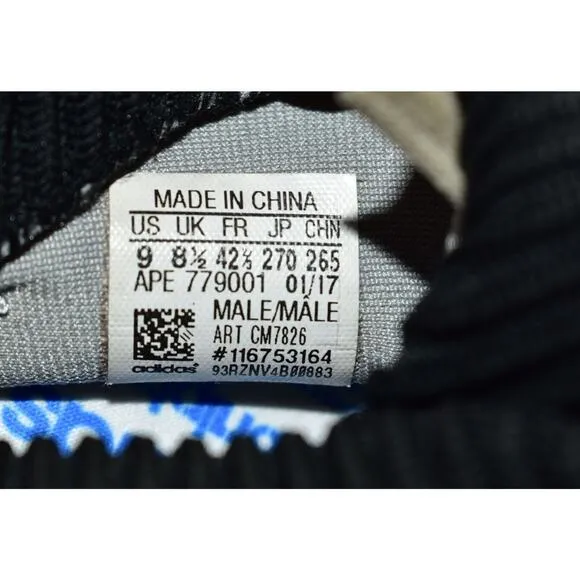 MADE IN CHINA
US UK FR JP CHN
9 8½ 42⅔ 270 265
APE 779001 01/17
MALE/MÂLE
ART CM7826
#116753164
adidas 93RZNV4B00883